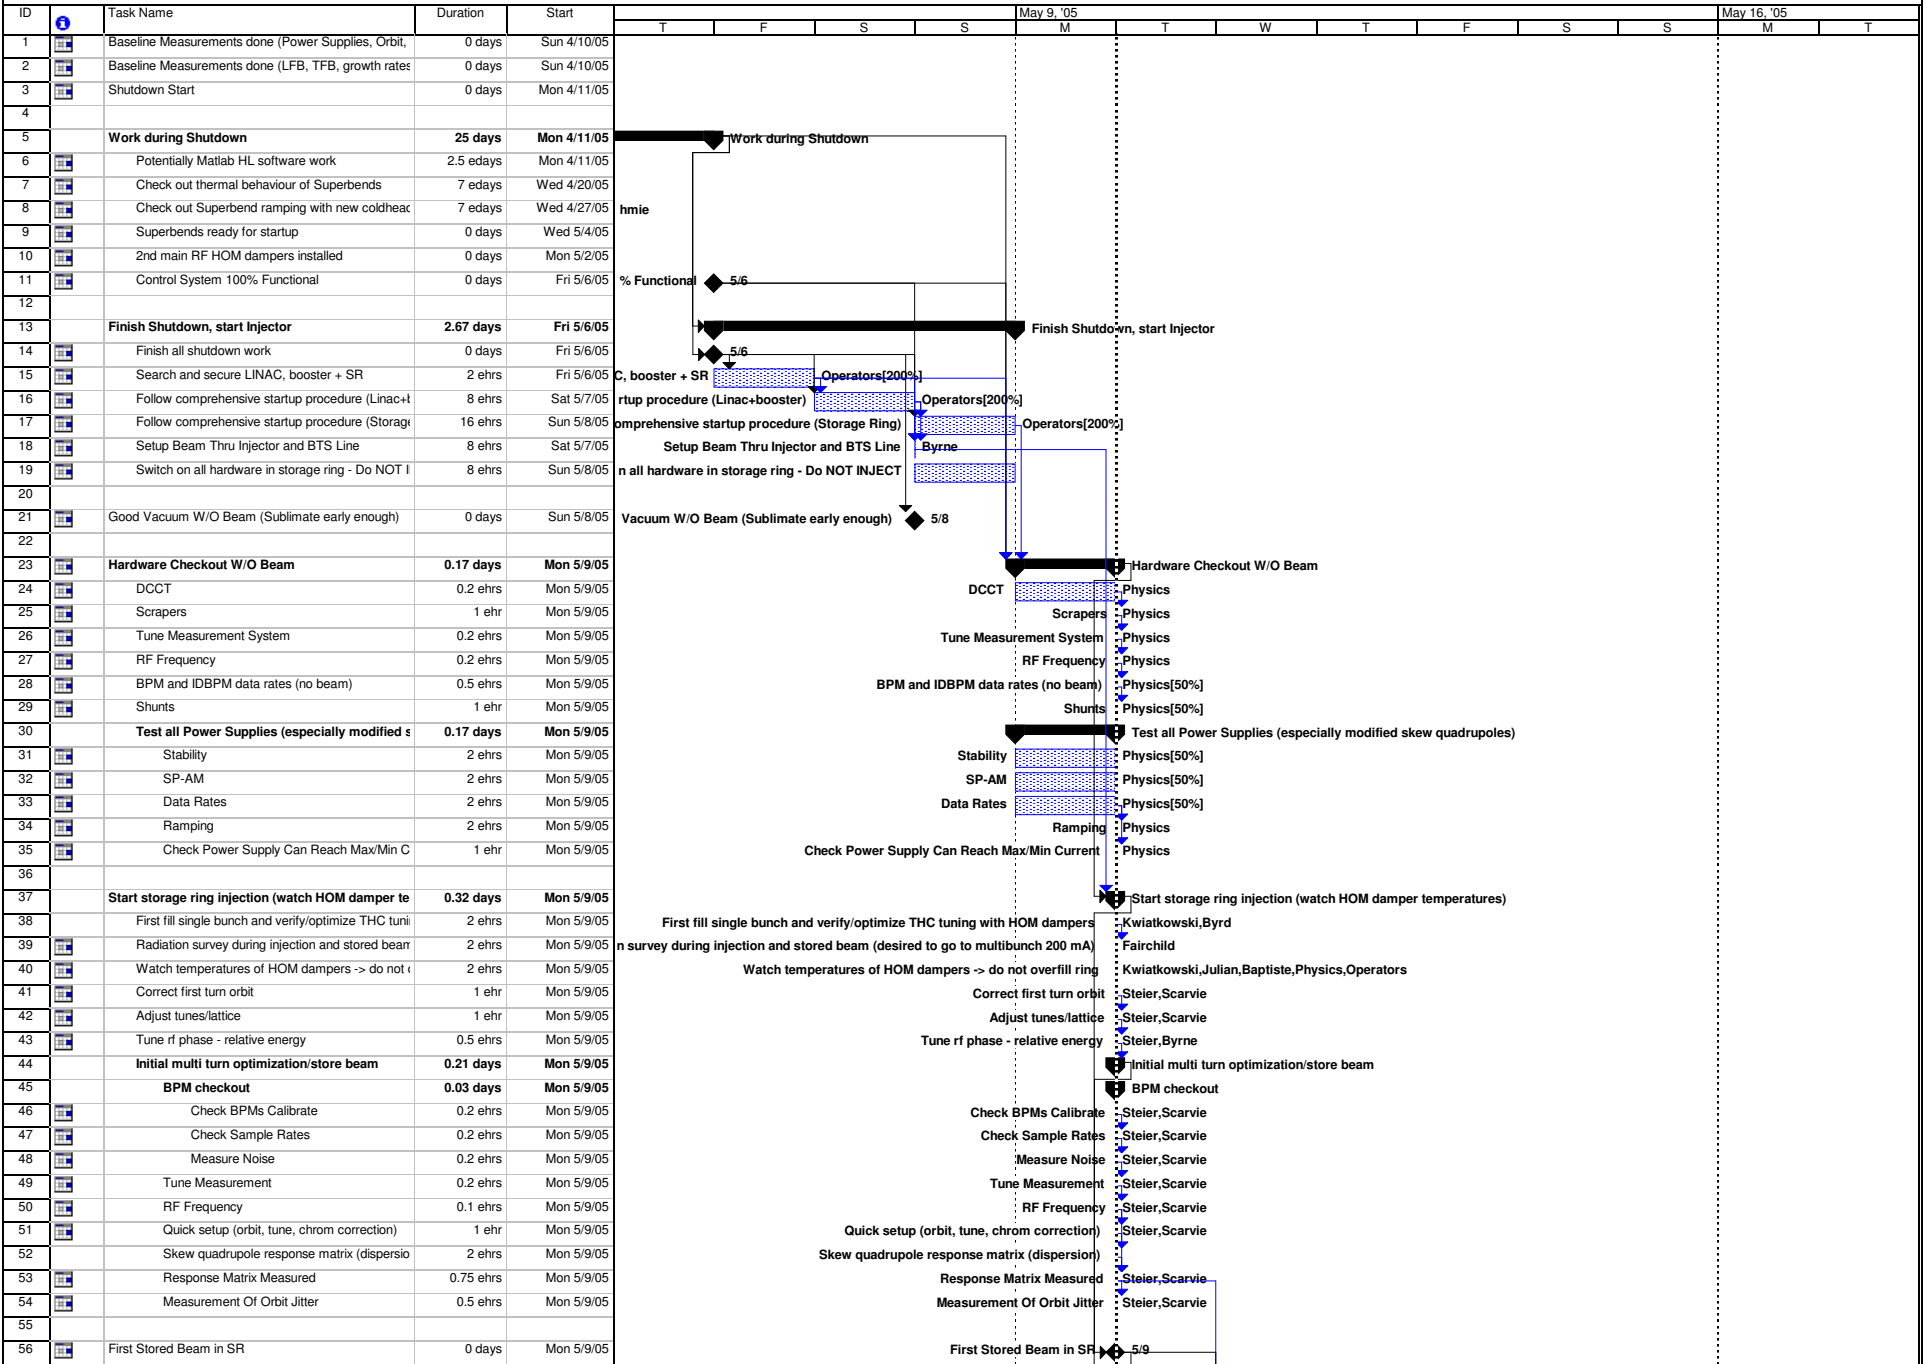 ID Task Name Duration Start May 9, '05 May 16, '05
T F S S M T W T F S S M T
1 Baseline Measurements done (Power Supplies, Orbit, 0 days Sun 4/10/05
2 Baseline Measurements done (LFB, TFB, growth rates 0 days Sun 4/10/05
3 Shutdown Start 0 days Mon 4/11/05
4
5 Work during Shutdown 25 days Mon 4/11/05 Work during Shutdown
6 Potentially Matlab HL software work 2.5 edays Mon 4/11/05
7 Check out thermal behaviour of Superbends 7 edays Wed 4/20/05
8 Check out Superbend ramping with new coldhead 7 edays Wed 4/27/05 hmie
9 Superbends ready for startup 0 days Wed 5/4/05
10 2nd main RF HOM dampers installed 0 days Mon 5/2/05
11 Control System 100% Functional 0 days Fri 5/6/05 % Functional 5/6
12
13 Finish Shutdown, start Injector 2.67 days Fri 5/6/05 Finish Shutdown, start Injector
14 Finish all shutdown work 0 days Fri 5/6/05 5/6
15 Search and secure LINAC, booster + SR 2 ehrs Fri 5/6/05 C, booster + SR Operators[200%]
16 Follow comprehensive startup procedure (Linac+b 8 ehrs Sat 5/7/05 rtup procedure (Linac+booster) Operators[200%]
17 Follow comprehensive startup procedure (Storage 16 ehrs Sun 5/8/05 omprehensive startup procedure (Storage Ring) Operators[200%]
18 Setup Beam Thru Injector and BTS Line 8 ehrs Sat 5/7/05 Setup Beam Thru Injector and BTS Line Byrne
19 Switch on all hardware in storage ring - Do NOT I 8 ehrs Sun 5/8/05 n all hardware in storage ring - Do NOT INJECT
20
21 Good Vacuum W/O Beam (Sublimate early enough) 0 days Sun 5/8/05 Vacuum W/O Beam (Sublimate early enough) 5/8
22
23 Hardware Checkout W/O Beam 0.17 days Mon 5/9/05 Hardware Checkout W/O Beam
24 DCCT 0.2 ehrs Mon 5/9/05 DCCT Physics
25 Scrapers 1 ehr Mon 5/9/05 Scrapers Physics
26 Tune Measurement System 0.2 ehrs Mon 5/9/05 Tune Measurement System Physics
27 RF Frequency 0.2 ehrs Mon 5/9/05 RF Frequency Physics
28 BPM and IDBPM data rates (no beam) 0.5 ehrs Mon 5/9/05 BPM and IDBPM data rates (no beam) Physics[50%]
29 Shunts 1 ehr Mon 5/9/05 Shunts Physics[50%]
30 Test all Power Supplies (especially modified s 0.17 days Mon 5/9/05 Test all Power Supplies (especially modified skew quadrupoles)
31 Stability 2 ehrs Mon 5/9/05 Stability Physics[50%]
32 SP-AM 2 ehrs Mon 5/9/05 SP-AM Physics[50%]
33 Data Rates 2 ehrs Mon 5/9/05 Data Rates Physics[50%]
34 Ramping 2 ehrs Mon 5/9/05 Ramping Physics
35 Check Power Supply Can Reach Max/Min C 1 ehr Mon 5/9/05 Check Power Supply Can Reach Max/Min Current Physics
36
37 Start storage ring injection (watch HOM damper te 0.32 days Mon 5/9/05 Start storage ring injection (watch HOM damper temperatures)
38 First fill single bunch and verify/optimize THC tuni 2 ehrs Mon 5/9/05 First fill single bunch and verify/optimize THC tuning with HOM dampers Kwiatkowski,Byrd
39 Radiation survey during injection and stored beam 2 ehrs Mon 5/9/05 n survey during injection and stored beam (desired to go to multibunch 200 mA) Fairchild
40 Watch temperatures of HOM dampers -> do not o 2 ehrs Mon 5/9/05 Watch temperatures of HOM dampers -> do not overfill ring Kwiatkowski,Julian,Baptiste,Physics,Operators
41 Correct first turn orbit 1 ehr Mon 5/9/05 Correct first turn orbit Steier,Scarvie
42 Adjust tunes/lattice 1 ehr Mon 5/9/05 Adjust tunes/lattice Steier,Scarvie
43 Tune rf phase - relative energy 0.5 ehrs Mon 5/9/05 Tune rf phase - relative energy Steier,Byrne
44 Initial multi turn optimization/store beam 0.21 days Mon 5/9/05 Initial multi turn optimization/store beam
45 BPM checkout 0.03 days Mon 5/9/05 BPM checkout
46 Check BPMs Calibrate 0.2 ehrs Mon 5/9/05 Check BPMs Calibrate Steier,Scarvie
47 Check Sample Rates 0.2 ehrs Mon 5/9/05 Check Sample Rates Steier,Scarvie
48 Measure Noise 0.2 ehrs Mon 5/9/05 Measure Noise Steier,Scarvie
49 Tune Measurement 0.2 ehrs Mon 5/9/05 Tune Measurement Steier,Scarvie
50 RF Frequency 0.1 ehrs Mon 5/9/05 RF Frequency Steier,Scarvie
51 Quick setup (orbit, tune, chrom correction) 1 ehr Mon 5/9/05 Quick setup (orbit, tune, chrom correction) Steier,Scarvie
52 Skew quadrupole response matrix (dispersio 2 ehrs Mon 5/9/05 Skew quadrupole response matrix (dispersion)
53 Response Matrix Measured 0.75 ehrs Mon 5/9/05 Response Matrix Measured Steier,Scarvie
54 Measurement Of Orbit Jitter 0.5 ehrs Mon 5/9/05 Measurement Of Orbit Jitter Steier,Scarvie
55
56 First Stored Beam in SR 0 days Mon 5/9/05 First Stored Beam in SR 5/9